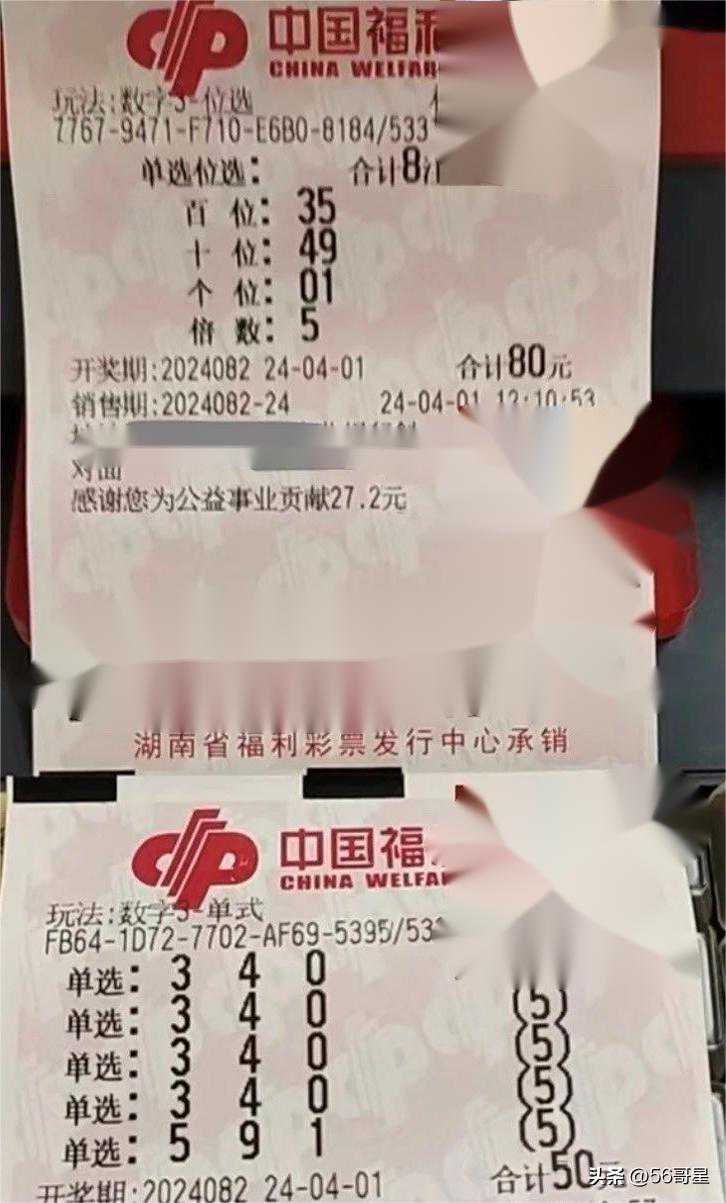 中国福利
CHINA WELFAR
玩法:数字3-位选
7767-9471-F710-E6B0-8184/533
单选位选: 合计8注
百 位: 35
十 位: 49
个 位: 01
倍 数: 5
开奖期:2024082 24-04-01 合计80元
销售期:2024082-24 24-04-01 12:10:53
对面
感谢您为公益事业贡献27.2元
湖南省福利彩票发行中心承销
中国福
CHINA WELFA
玩法:数字3-单式
FB64-1D72-7702-AF69-5395/533
单选: 3 4 0
单选: 3 4 0 (5)
单选: 3 4 0 (5)
单选: 3 4 0 (5)
单选: 5 9 1 (5)
合计50元
开奖期:2024082 24-04-01
头条 @56哥星